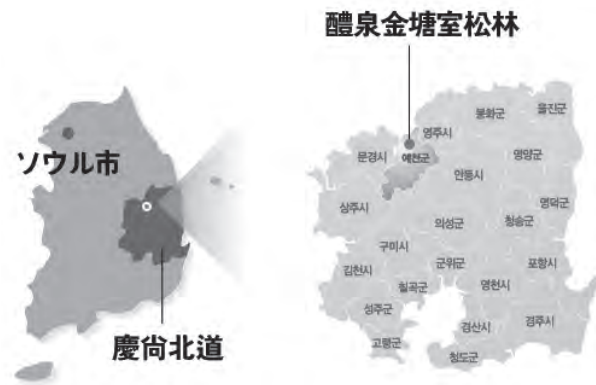 醴泉金塘室松林
ソウル市
慶尙北道
울진군
봉화군
영주시
문경시
예천군
영양군
안동시
영덕군
상주시
의성군
청송군
구미시
군위군
포항시
김천시
칠곡군
영천시
성주군
경산시
경주시
고령군
청도군